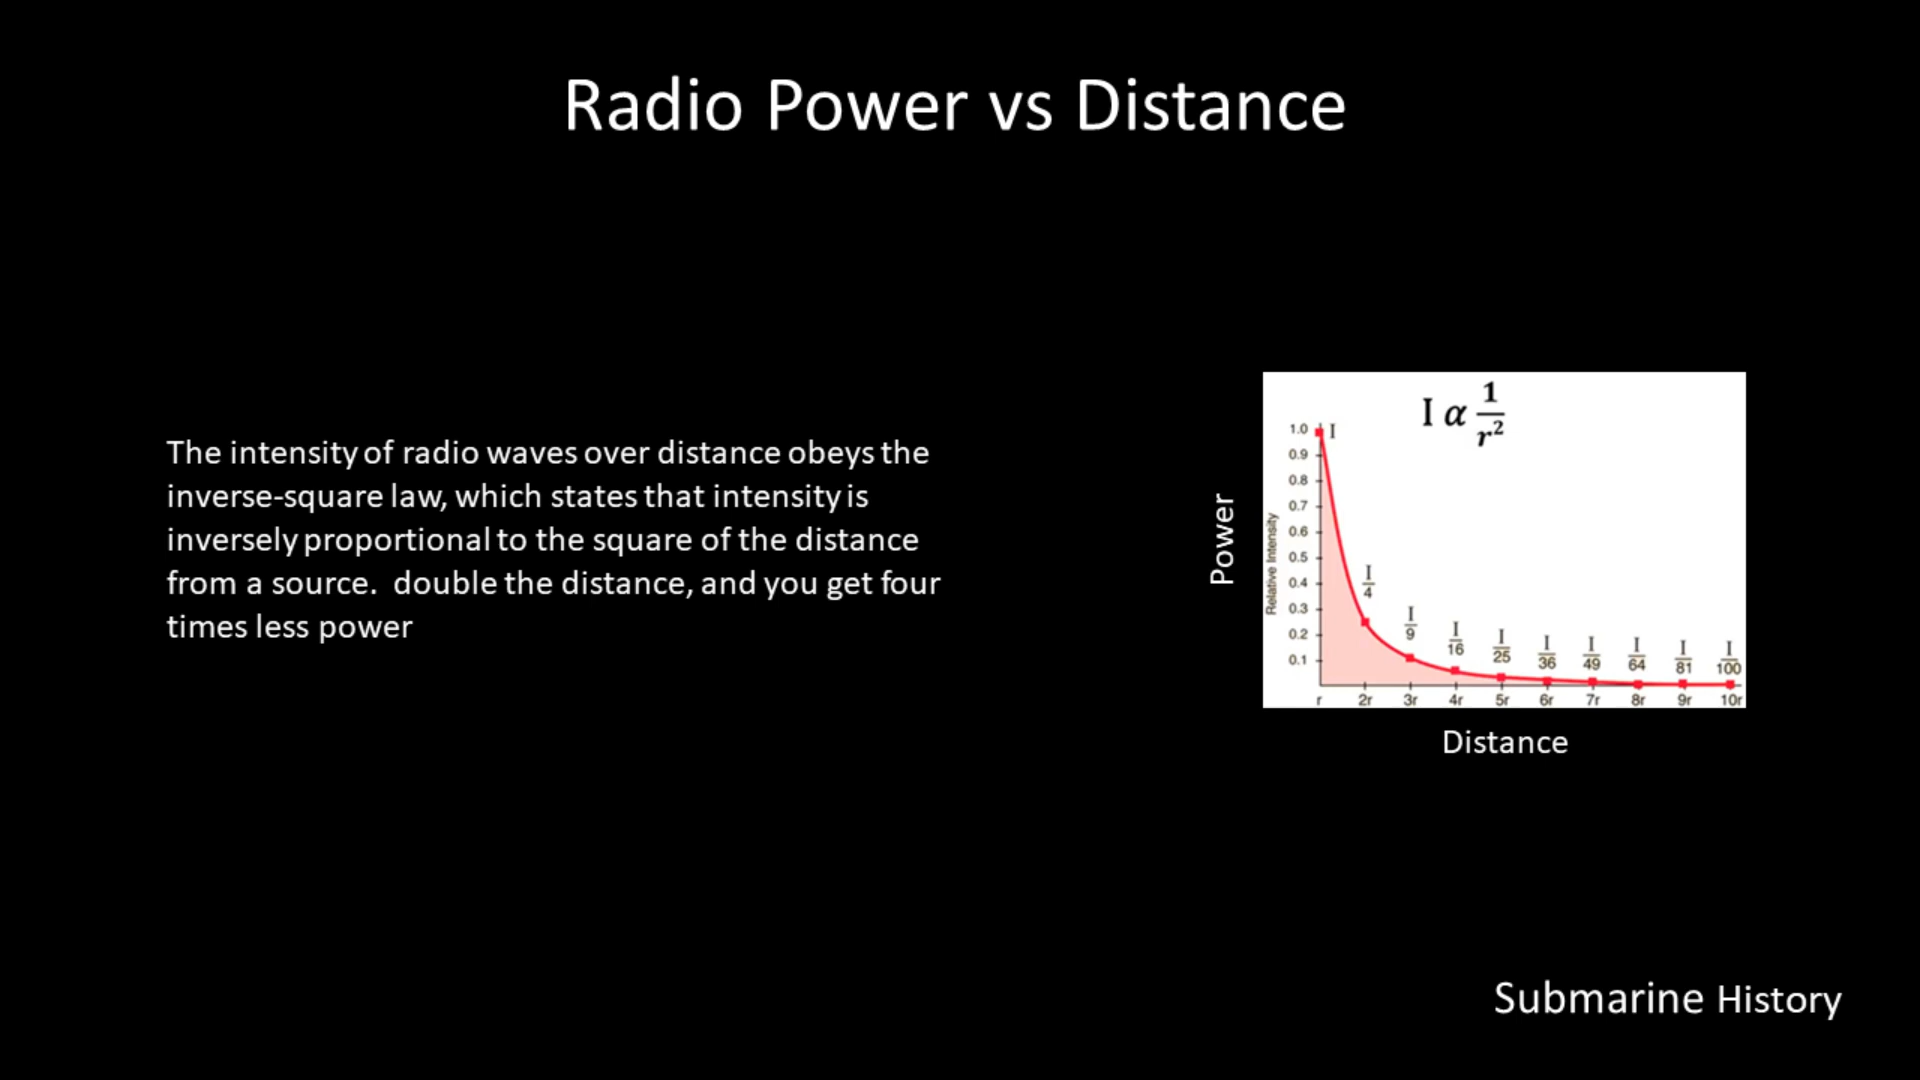 Radio Power vs Distance
The intensity of radio waves over distance obeys the
inverse-square law, which states that intensity is
inversely proportional to the square of the distance
from a source.  double the distance, and you get four
times less power
Power
I α 1/r²
Relative Intensity
1.0
0.9
0.8
0.7
0.6
0.5
0.4
0.3
0.2
0.1
I
I/4
I/9
I/16
I/25
I/36
I/49
I/64
I/81
I/100
r 2r 3r 4r 5r 6r 7r 8r 9r 10r
Distance
Submarine History